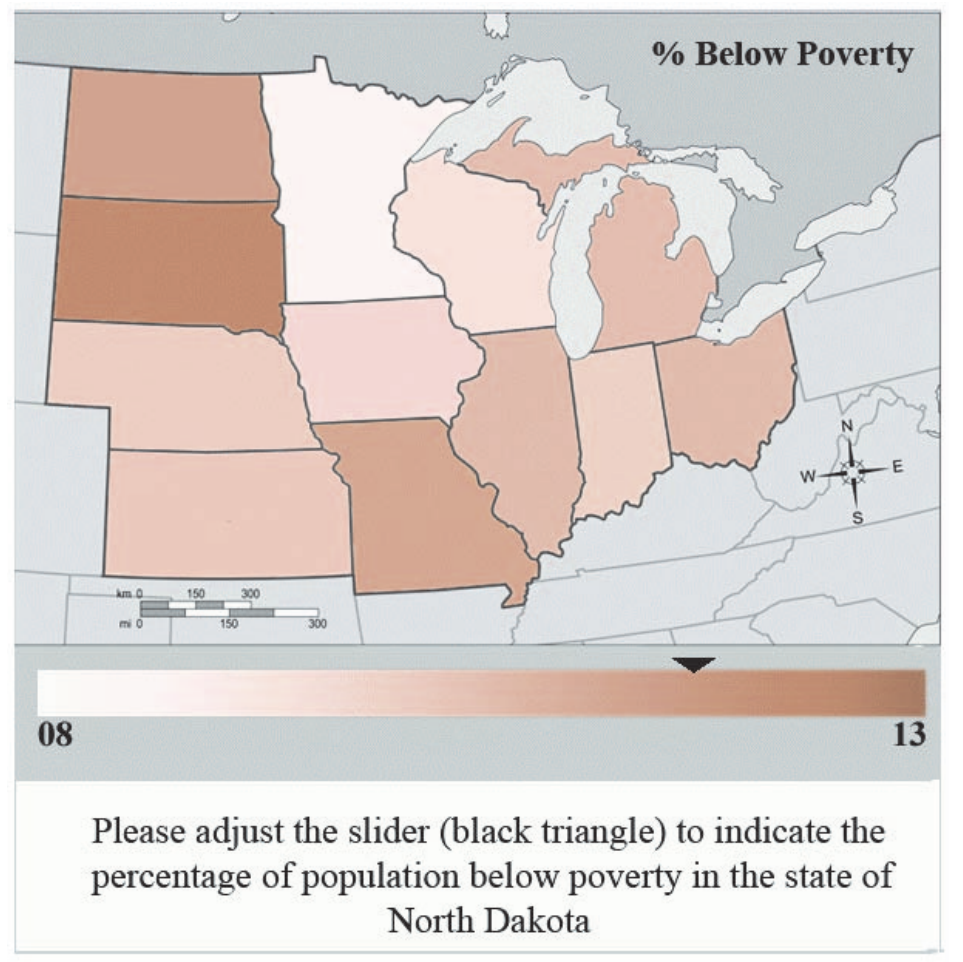 % Below Poverty
N
W E
S
km 0 150 300
mi 0 150 300
08 13
Please adjust the slider (black triangle) to indicate the
percentage of population below poverty in the state of
North Dakota